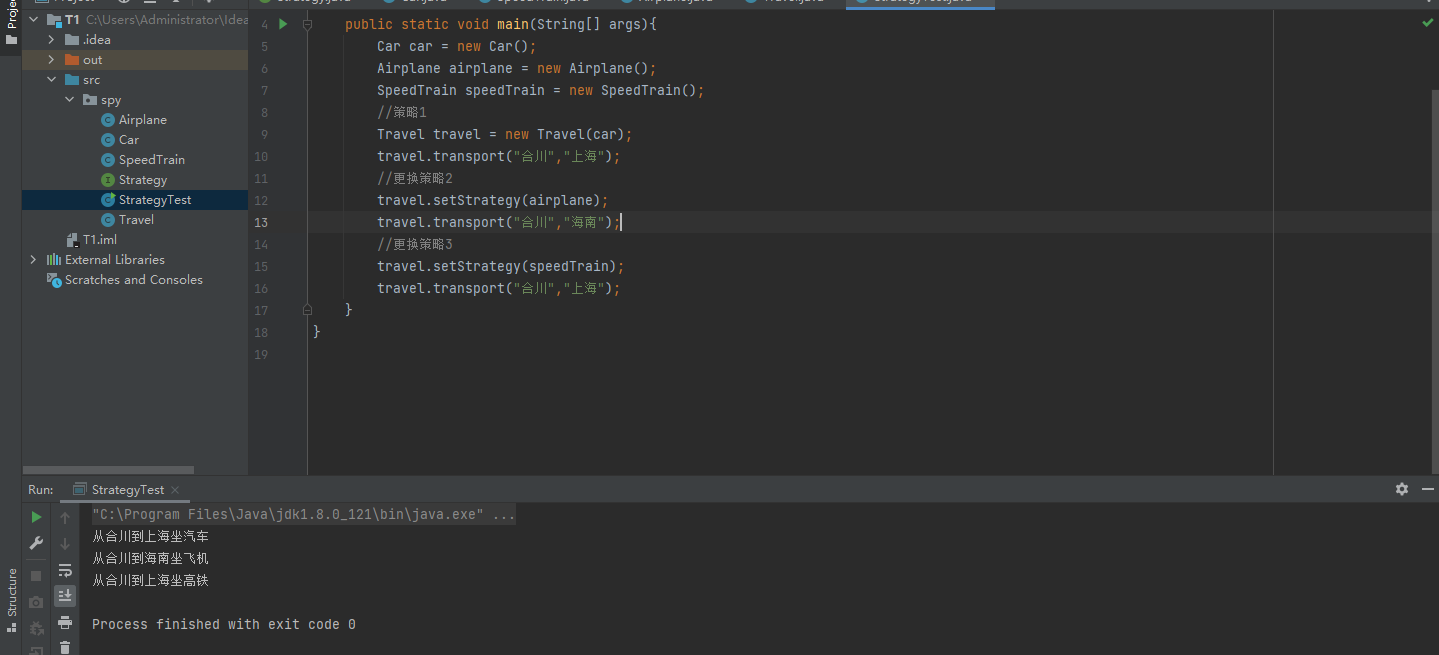 Project
T1 C:\Users\Administrator\Idea
.idea
out
src
spy
Airplane
Car
SpeedTrain
Strategy
StrategyTest
Travel
T1.iml
External Libraries
Scratches and Consoles
4 public static void main(String[] args){
5 Car car = new Car();
6 Airplane airplane = new Airplane();
7 SpeedTrain speedTrain = new SpeedTrain();
8 //策略1
9 Travel travel = new Travel(car);
10 travel.transport("合川","上海");
11 //更换策略2
12 travel.setStrategy(airplane);
13 travel.transport("合川","海南");
14 //更换策略3
15 travel.setStrategy(speedTrain);
16 travel.transport("合川","上海");
17 }
18 }
19
Run: StrategyTest
"C:\Program Files\Java\jdk1.8.0_121\bin\java.exe" ...
从合川到上海坐汽车
从合川到海南坐飞机
从合川到上海坐高铁
Process finished with exit code 0
Structure